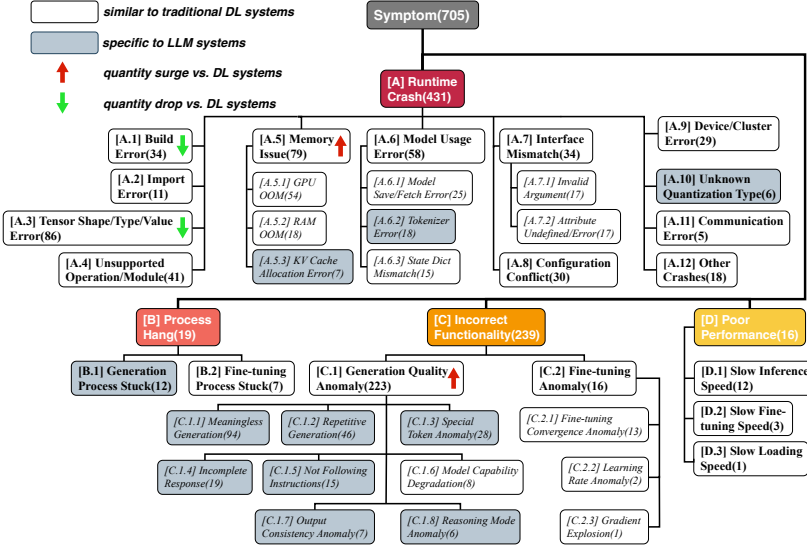 similar to traditional DL systems
specific to LLM systems
quantity surge vs. DL systems
quantity drop vs. DL systems
Symptom(705)
[A] Runtime
Crash(431)
[A.1] Build
Error(34)
[A.2] Import
Error(11)
[A.3] Tensor Shape/Type/Value
Error(86)
[A.4] Unsupported
Operation/Module(41)
[A.5] Memory
Issue(79)
[A.5.1] GPU
OOM(54)
[A.5.2] RAM
OOM(18)
[A.5.3] KV Cache
Allocation Error(7)
[A.6] Model Usage
Error(58)
[A.6.1] Model
Save/Fetch Error(25)
[A.6.2] Tokenizer
Error(18)
[A.6.3] State Dict
Mismatch(15)
[A.7] Interface
Mismatch(34)
[A.7.1] Invalid
Argument(17)
[A.7.2] Attribute
Undefined/Error(17)
[A.8] Configuration
Conflict(30)
[A.9] Device/Cluster
Error(29)
[A.10] Unknown
Quantization Type(6)
[A.11] Communication
Error(5)
[A.12] Other
Crashes(18)
[B] Process
Hang(19)
[B.1] Generation
Process Stuck(12)
[B.2] Fine-tuning
Process Stuck(7)
[C] Incorrect
Functionality(239)
[C.1] Generation Quality
Anomaly(223)
[C.1.1] Meaningless
Generation(94)
[C.1.2] Repetitive
Generation(46)
[C.1.3] Special
Token Anomaly(28)
[C.1.4] Incomplete
Response(19)
[C.1.5] Not Following
Instructions(15)
[C.1.6] Model Capability
Degradation(8)
[C.1.7] Output
Consistency Anomaly(7)
[C.1.8] Reasoning Mode
Anomaly(6)
[C.2] Fine-tuning
Anomaly(16)
[C.2.1] Fine-tuning
Convergence Anomaly(13)
[C.2.2] Learning
Rate Anomaly(2)
[C.2.3] Gradient
Explosion(1)
[D] Poor
Performance(16)
[D.1] Slow Inference
Speed(12)
[D.2] Slow Fine-
tuning Speed(3)
[D.3] Slow Loading
Speed(1)